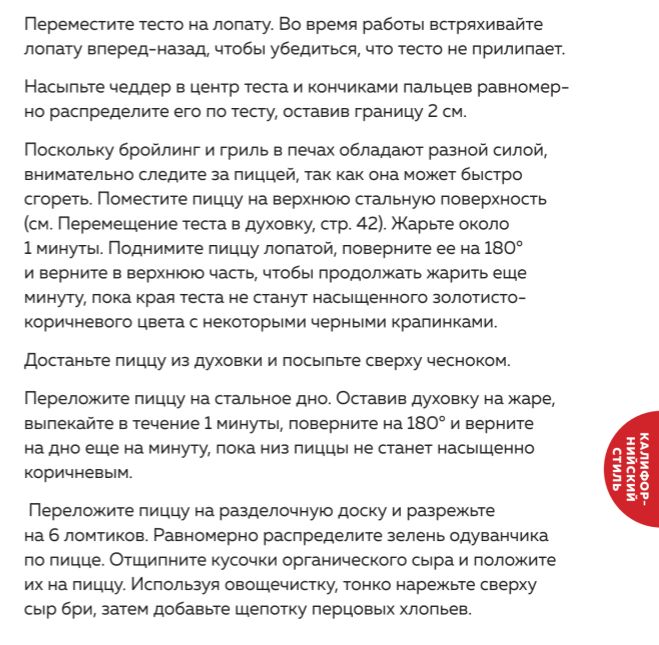 Переместите тесто на лопату. Во время работы встряхивайте
лопату вперед-назад, чтобы убедиться, что тесто не прилипает.
Насыпьте чеддер в центр теста и кончиками пальцев равномер-
но распределите его по тесту, оставив границу 2 см.
Поскольку бройлинг и гриль в печах обладают разной силой,
внимательно следите за пиццей, так как она может быстро
сгореть. Поместите пиццу на верхнюю стальную поверхность
(см. Перемещение теста в духовку, стр. 42). Жарьте около
1 минуты. Поднимите пиццу лопатой, поверните ее на 180°
и верните в верхнюю часть, чтобы продолжать жарить еще
минуту, пока края теста не станут насыщенного золотисто-
коричневого цвета с некоторыми черными крапинками.
Достаньте пиццу из духовки и посыпьте сверху чесноком.
Переложите пиццу на стальное дно. Оставив духовку на жаре,
выпекайте в течение 1 минуты, поверните на 180° и верните
на дно еще на минуту, пока низ пиццы не станет насыщенно
коричневым.
Переложите пиццу на разделочную доску и разрежьте
на 6 ломтиков. Равномерно распределите зелень одуванчика
по пицце. Отщипните кусочки органического сыра и положите
их на пиццу. Используя овощечистку, тонко нарежьте сверху
сыр бри, затем добавьте щепотку перцовых хлопьев.
КАЛИФОР-
НИЙСКИЙ
СТИЛЬ